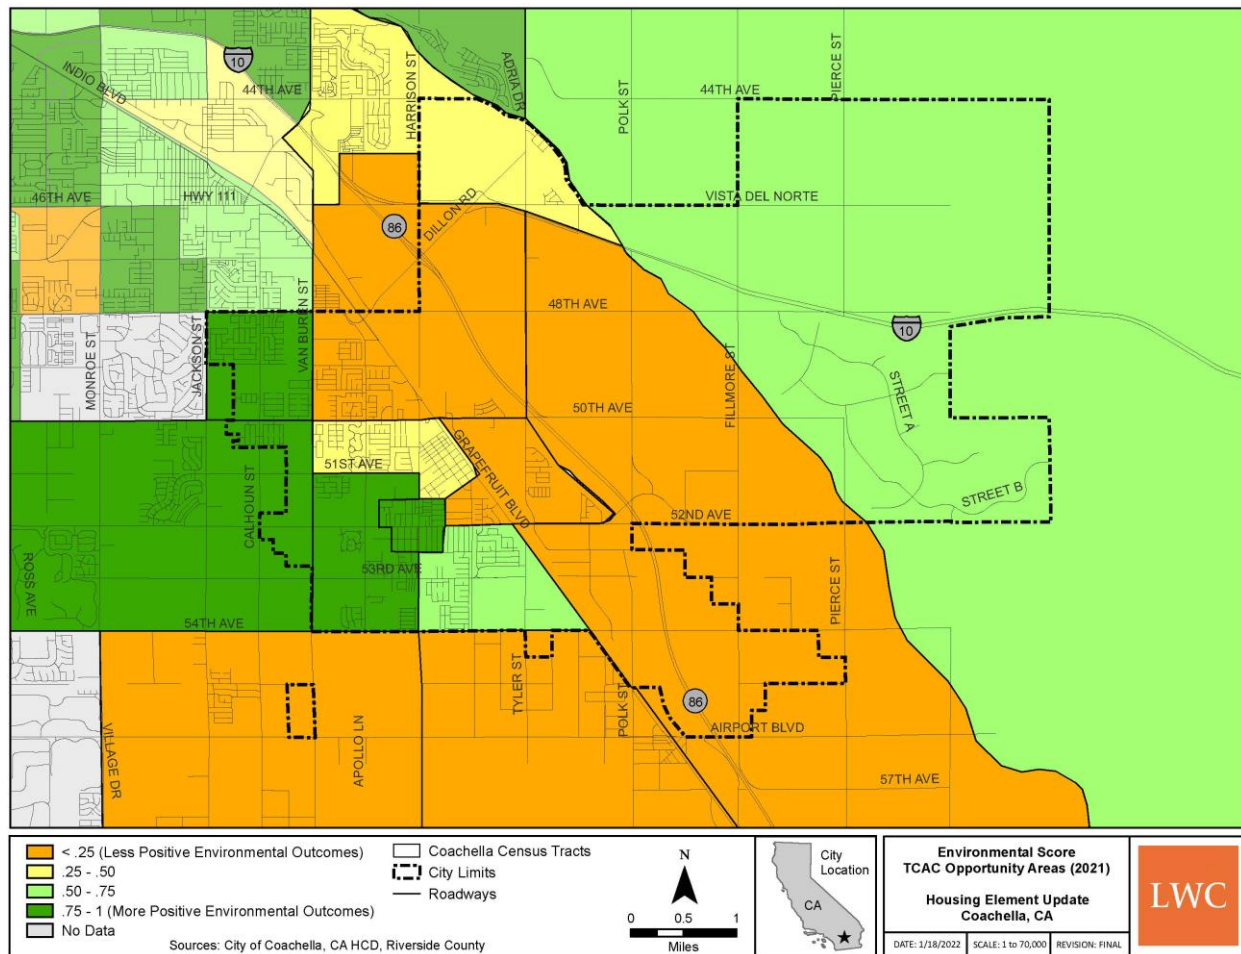 10
44TH AVE
INDIO BLVD
HARRISON ST
ADRIA DR
POLK ST
PIERCE ST
44TH AVE
46TH AVE
HWY 111
86
DILLON RD
VISTA DEL NORTE
48TH AVE
10
MONROE ST
JACKSON ST
VAN BUREN ST
FILLMORE ST
STREET A
50TH AVE
GRAPEFRUIT BLVD
51ST AVE
CALHOUN ST
STREET B
52ND AVE
ROSS AVE
53RD AVE
PIERCE ST
54TH AVE
TYLER ST
POLK ST
86
AIRPORT BLVD
VILLAGE DR
APOLLO LN
57TH AVE
< .25 (Less Positive Environmental Outcomes)
.25 - .50
.50 - .75
.75 - 1 (More Positive Environmental Outcomes)
No Data
Coachella Census Tracts
City Limits
Roadways
Sources: City of Coachella, CA HCD, Riverside County
N
0 0.5 1
Miles
City
Location
CA
Environmental Score
TCAC Opportunity Areas (2021)
Housing Element Update
Coachella, CA
DATE: 1/18/2022
SCALE: 1 to 70,000
REVISION: FINAL
LWC